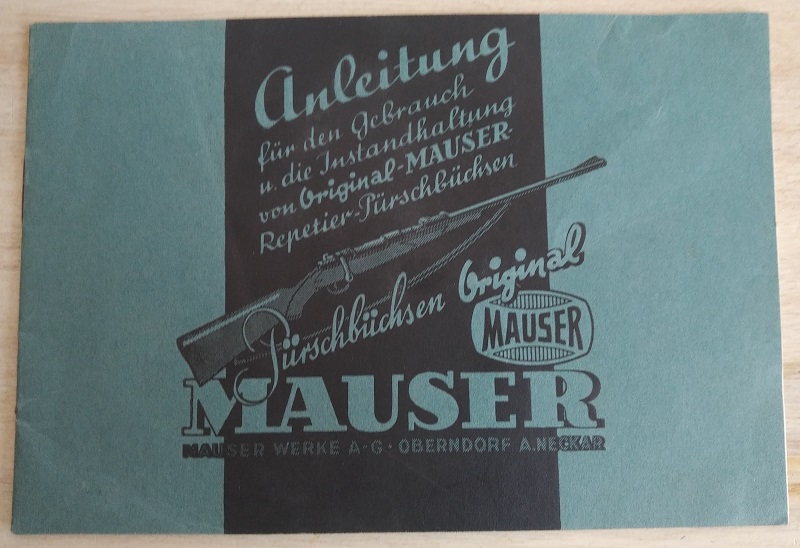 Anleitung
für den Gebrauch
u. die Instandhaltung
von Original-MAUSER-
Repetier-Pürschbüchsen
Pürschbüchsen Original
MAUSER
MAUSER
MAUSER WERKE A-G · OBERNDORF A. NECKAR